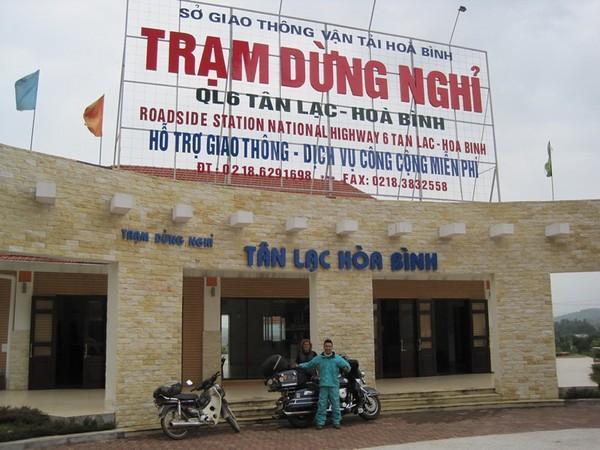 SỞ GIAO THÔNG VẬN TẢI HOÀ BÌNH
TRẠM DỪNG NGHỈ
QL6 TÂN LẠC - HOÀ BÌNH
ROADSIDE STATION NATIONAL HIGHWAY 6 TAN LAC - HOA BINH
HỖ TRỢ GIAO THÔNG - DỊCH VỤ CÔNG CỘNG MIỄN PHÍ
ĐT: 0218.6291698 --- FAX: 0218.3832558
TRẠM DỪNG NGHỈ
TÂN LẠC HÒA BÌNH